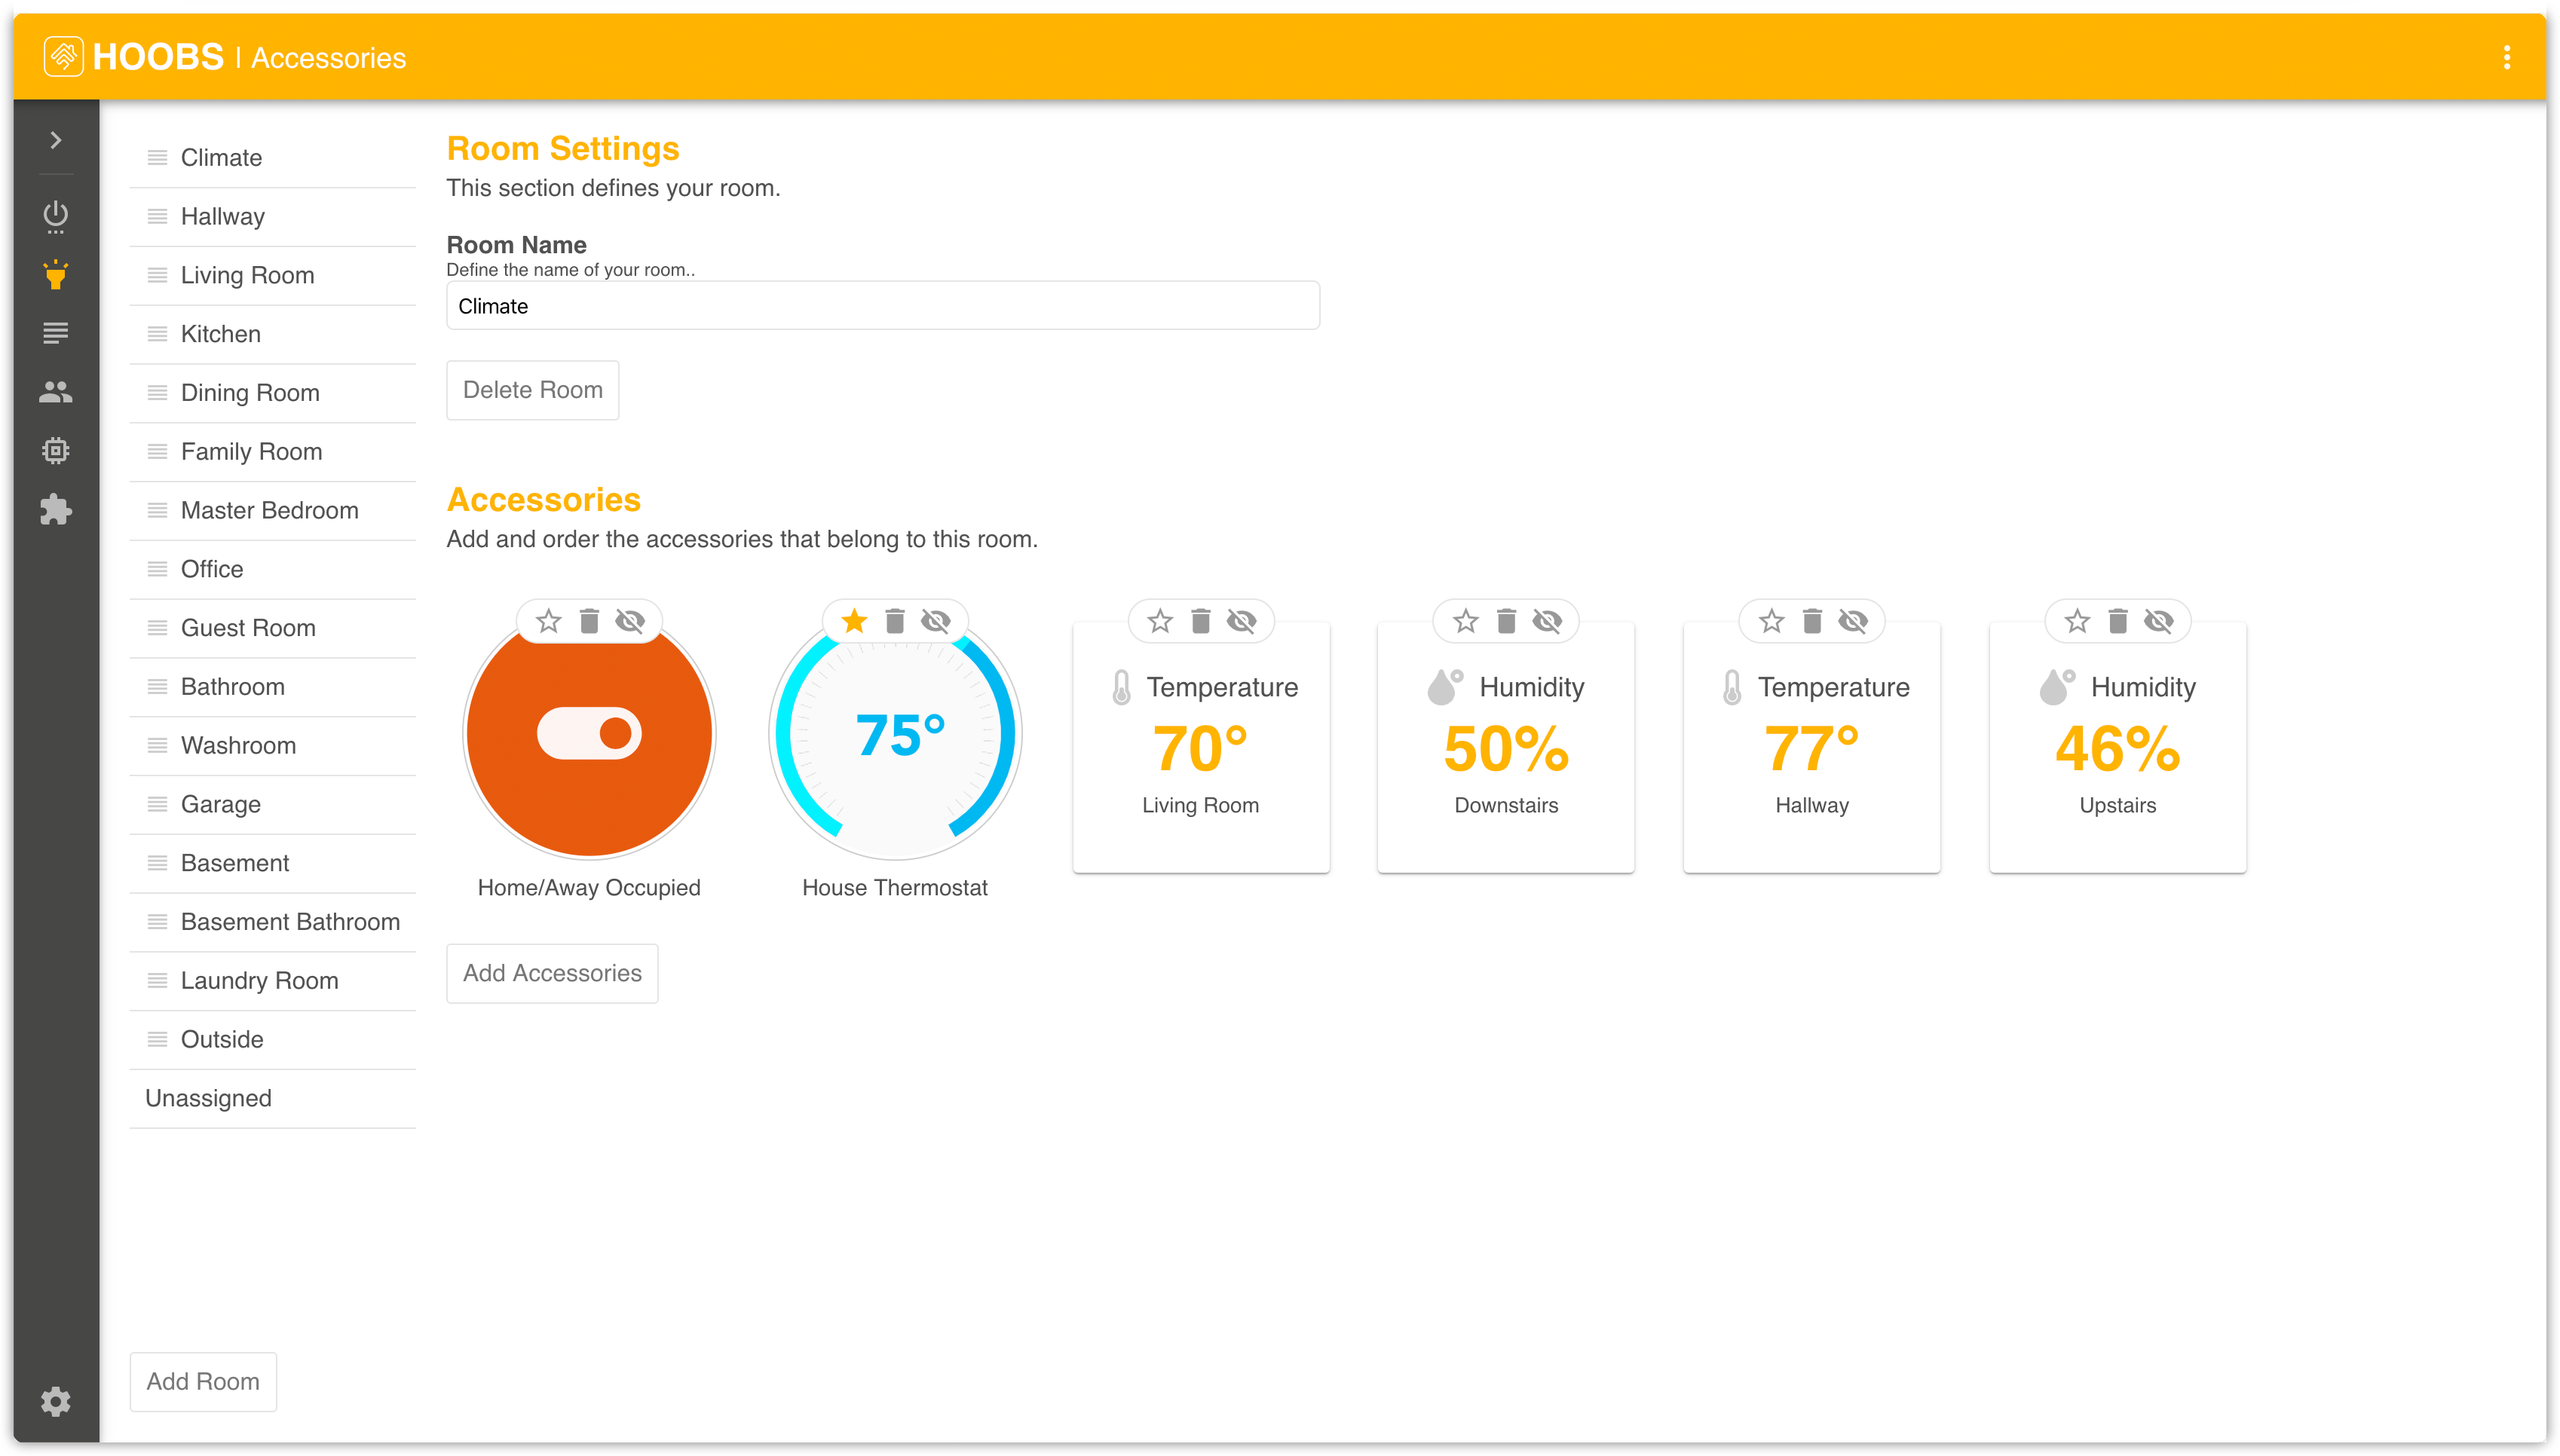 HOOBS | Accessories
Climate
Hallway
Living Room
Kitchen
Dining Room
Family Room
Master Bedroom
Office
Guest Room
Bathroom
Washroom
Garage
Basement
Basement Bathroom
Laundry Room
Outside
Unassigned
Add Room
Room Settings
This section defines your room.
Room Name
Define the name of your room..
Climate
Delete Room
Accessories
Add and order the accessories that belong to this room.
Home/Away Occupied
75°
House Thermostat
Temperature
70°
Living Room
Humidity
50%
Downstairs
Temperature
77°
Hallway
Humidity
46%
Upstairs
Add Accessories